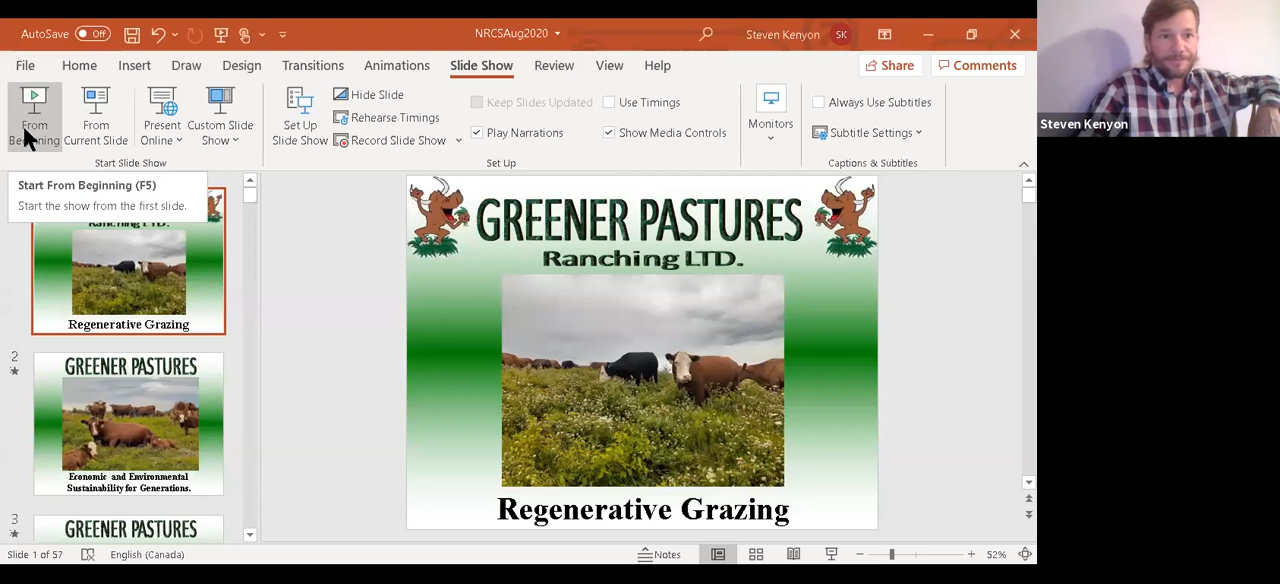 AutoSave Off NRCSAug2020 Steven Kenyon SK
File Home Insert Draw Design Transitions Animations Slide Show Review View Help Share Comments
From Beginning
From Current Slide
Present Online
Custom Slide Show
Start Slide Show
Set Up Slide Show
Hide Slide
Rehearse Timings
Record Slide Show
Keep Slides Updated
Use Timings
Play Narrations
Show Media Controls
Set Up
Monitors
Always Use Subtitles
Subtitle Settings
Captions & Subtitles
Start From Beginning (F5)
Start the show from the first slide.
Ranching LTD.
Regenerative Grazing
2
GREENER PASTURES
Economic and Environmental
Sustainability for Generations.
3
GREENER PASTURES
GREENER PASTURES
Ranching LTD.
Regenerative Grazing
Slide 1 of 57 English (Canada) Notes 52%
Steven Kenyon